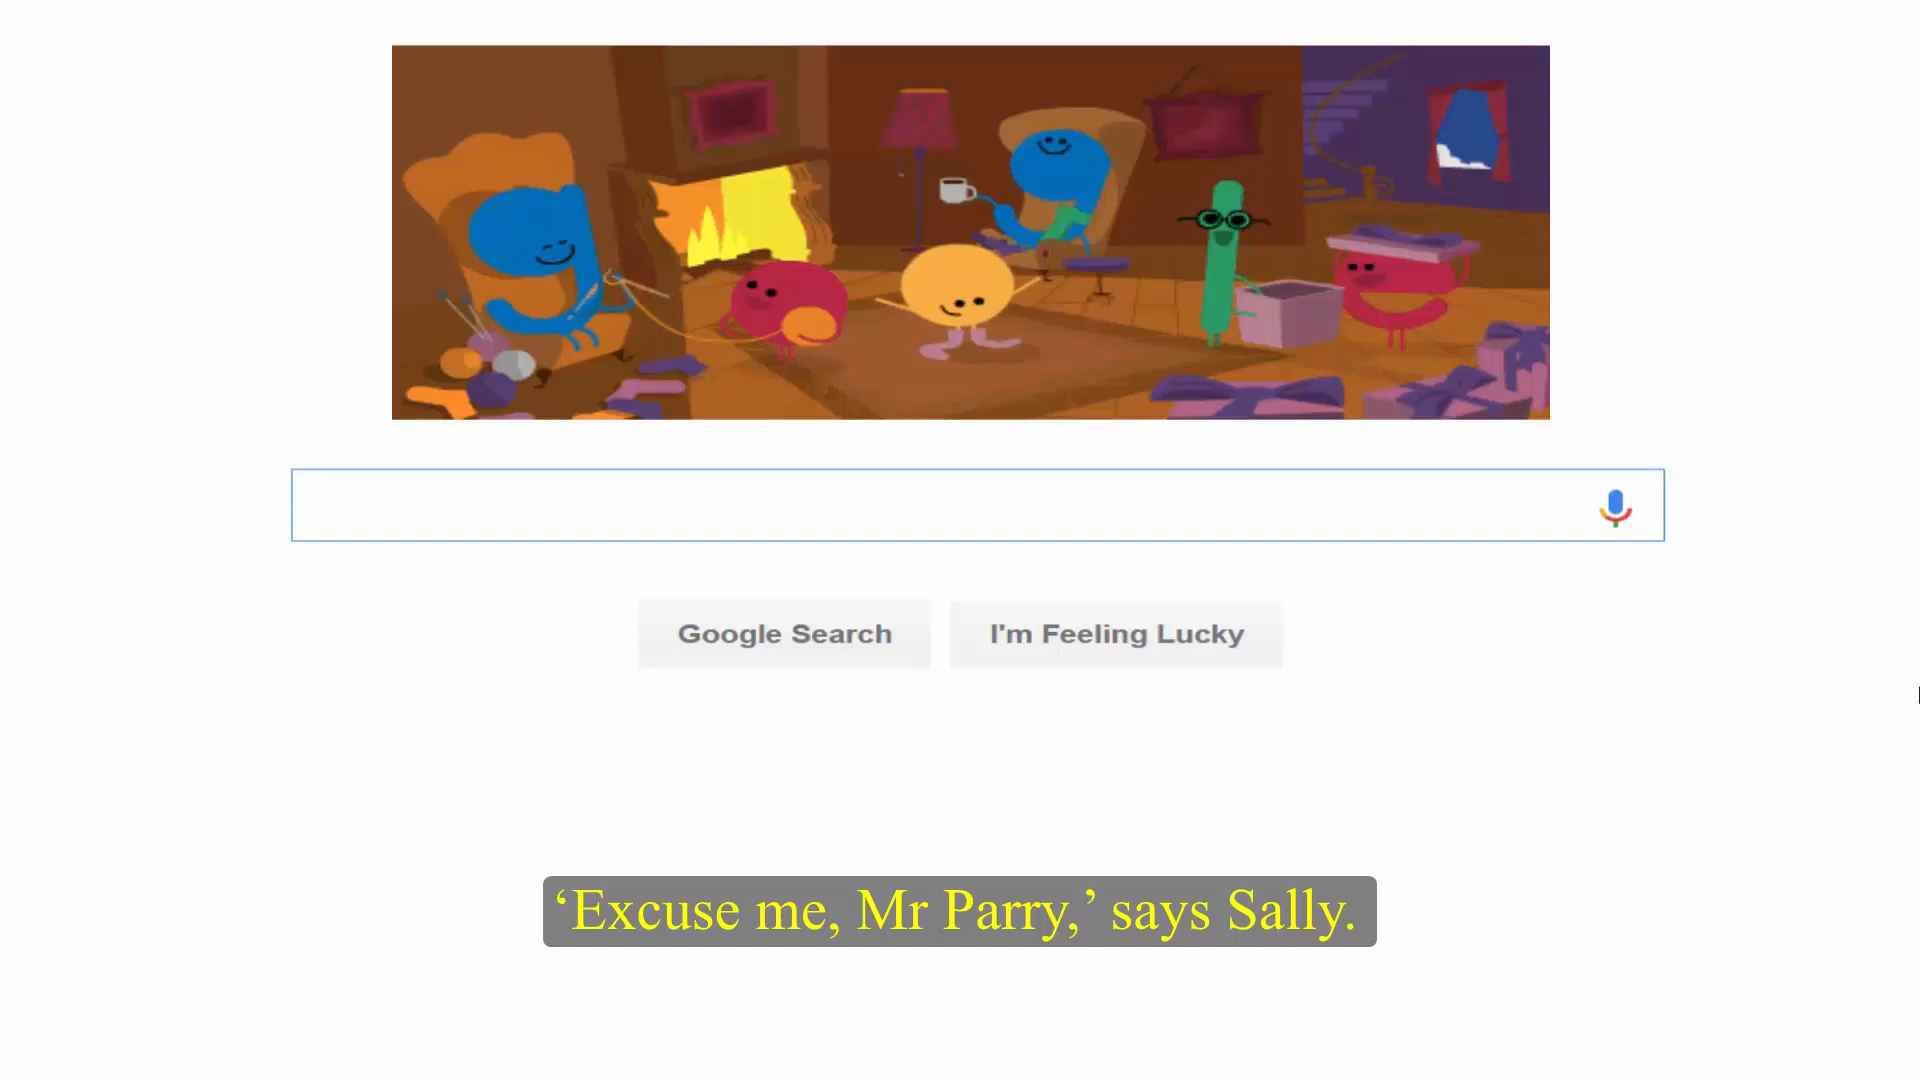 Google Search
I'm Feeling Lucky
‘Excuse me, Mr Parry,’ says Sally.